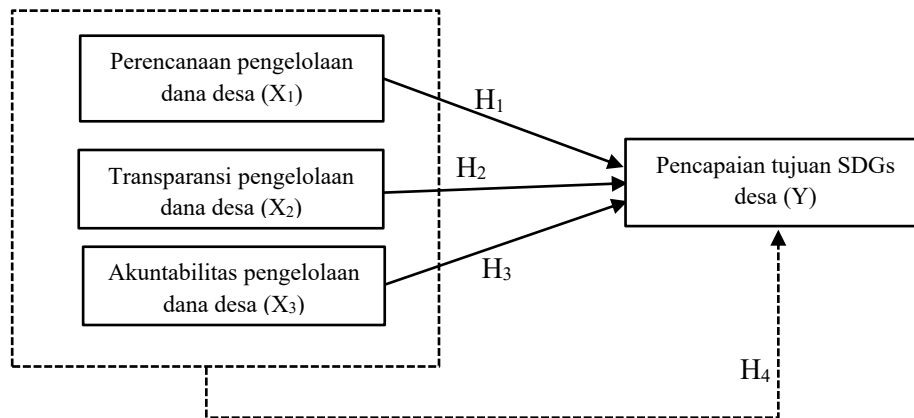 Perencanaan pengelolaan
dana desa (X1)
H1
Transparansi pengelolaan
dana desa (X2)
H2
Pencapaian tujuan SDGs
desa (Y)
Akuntabilitas pengelolaan
dana desa (X3)
H3
H4